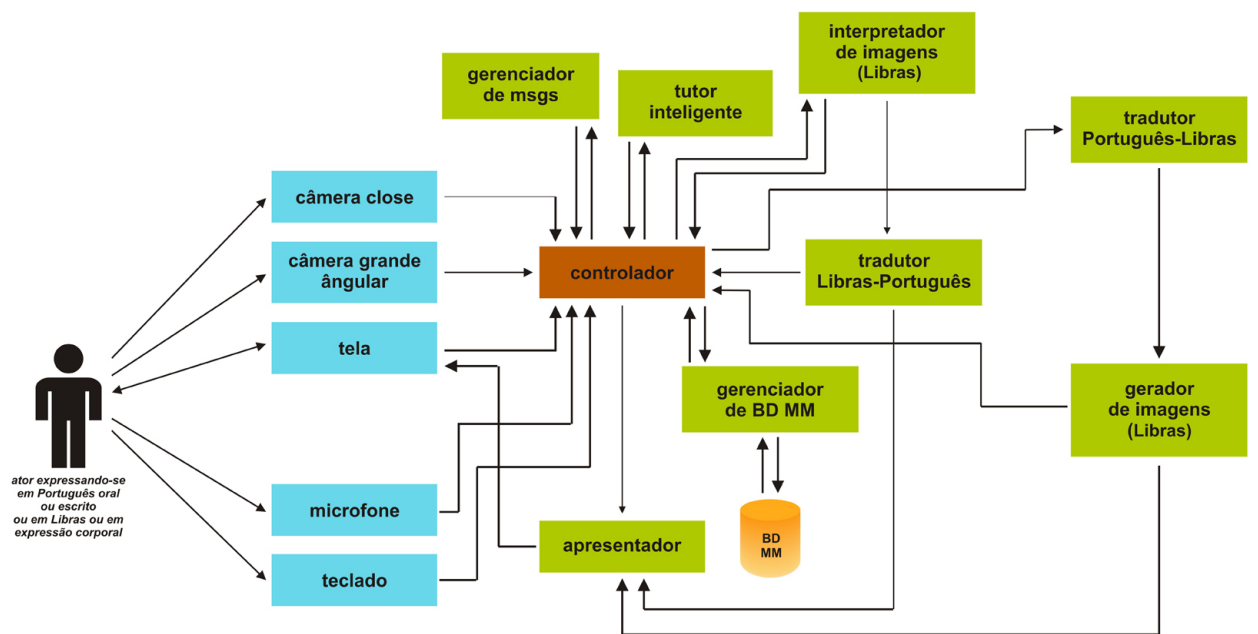 interpretador
de imagens
(Libras)
gerenciador
de msgs
tutor
inteligente
tradutor
Português-Libras
câmera close
câmera grande
ângular
controlador
tradutor
Libras-Português
tela
gerenciador
de BD MM
gerador
de imagens
(Libras)
ator expressando-se
em Português oral
ou escrito
ou em Libras ou em
expressão corporal
microfone
apresentador
BD
MM
teclado